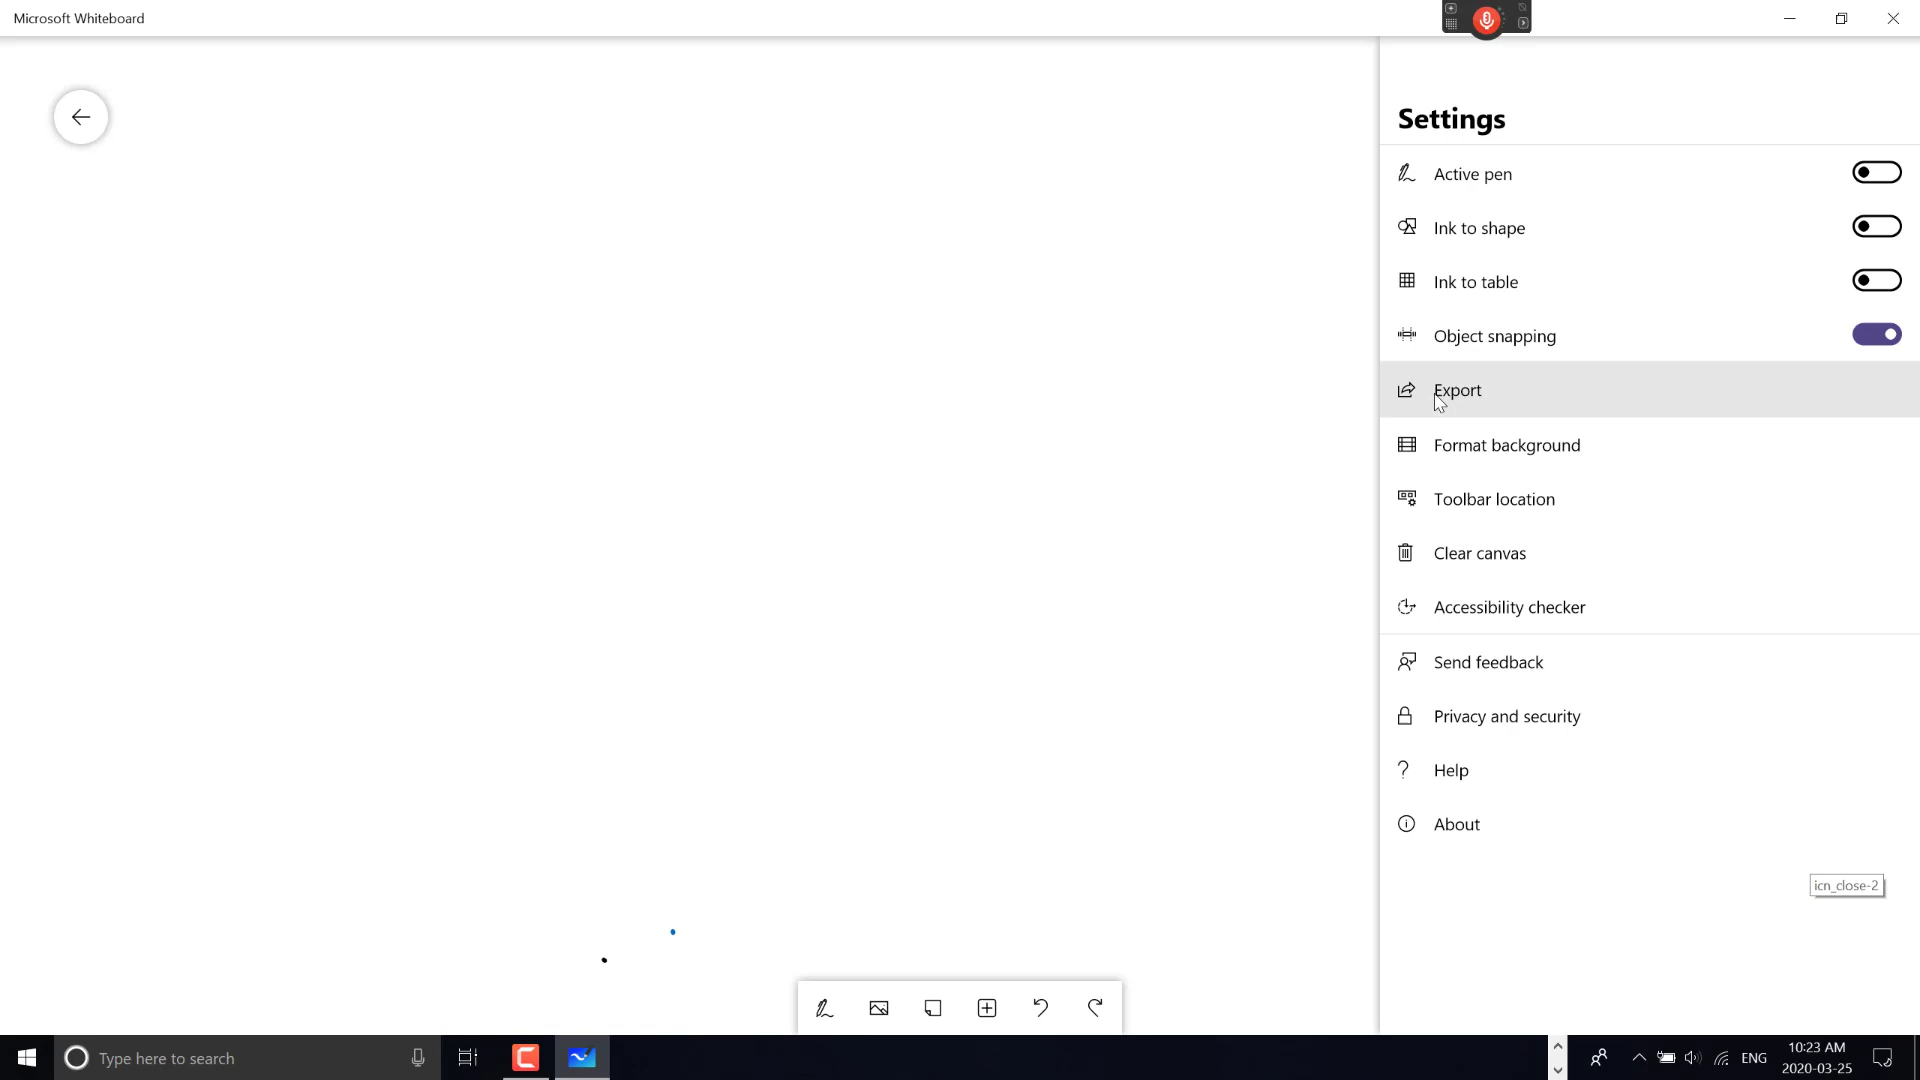 Microsoft Whiteboard
Settings
Active pen
Ink to shape
Ink to table
Object snapping
Export
Format background
Toolbar location
Clear canvas
Accessibility checker
Send feedback
Privacy and security
Help
About
icn_close-2
Type here to search
ENG
10:23 AM
2020-03-25